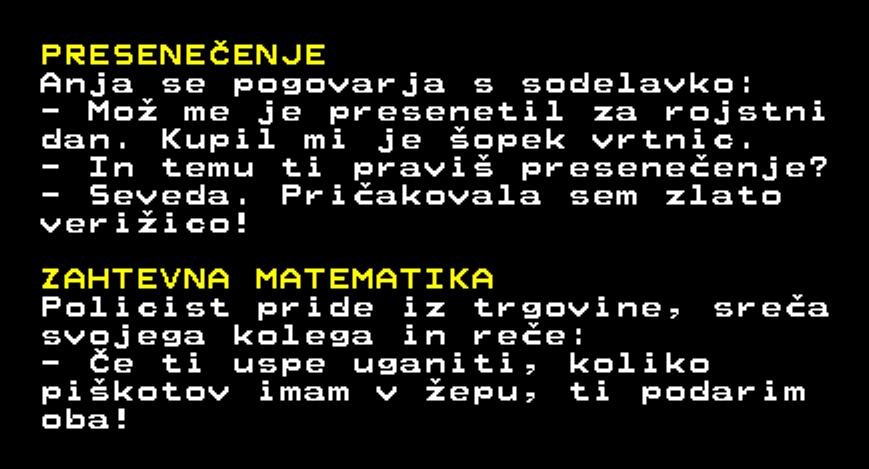 PRESENEČENJE
Anja se pogovarja s sodelavko:
- Mož me je presenetil za rojstni
dan. Kupil mi je šopek vrtnic.
- In temu ti praviš presenečenje?
- Seveda. Pričakovala sem zlato
verižico!
ZAHTEVNA MATEMATIKA
Policist pride iz trgovine, sreča
svojega kolega in reče:
- Če ti uspe uganiti, koliko
piškotov imam v žepu, ti podarim
oba!